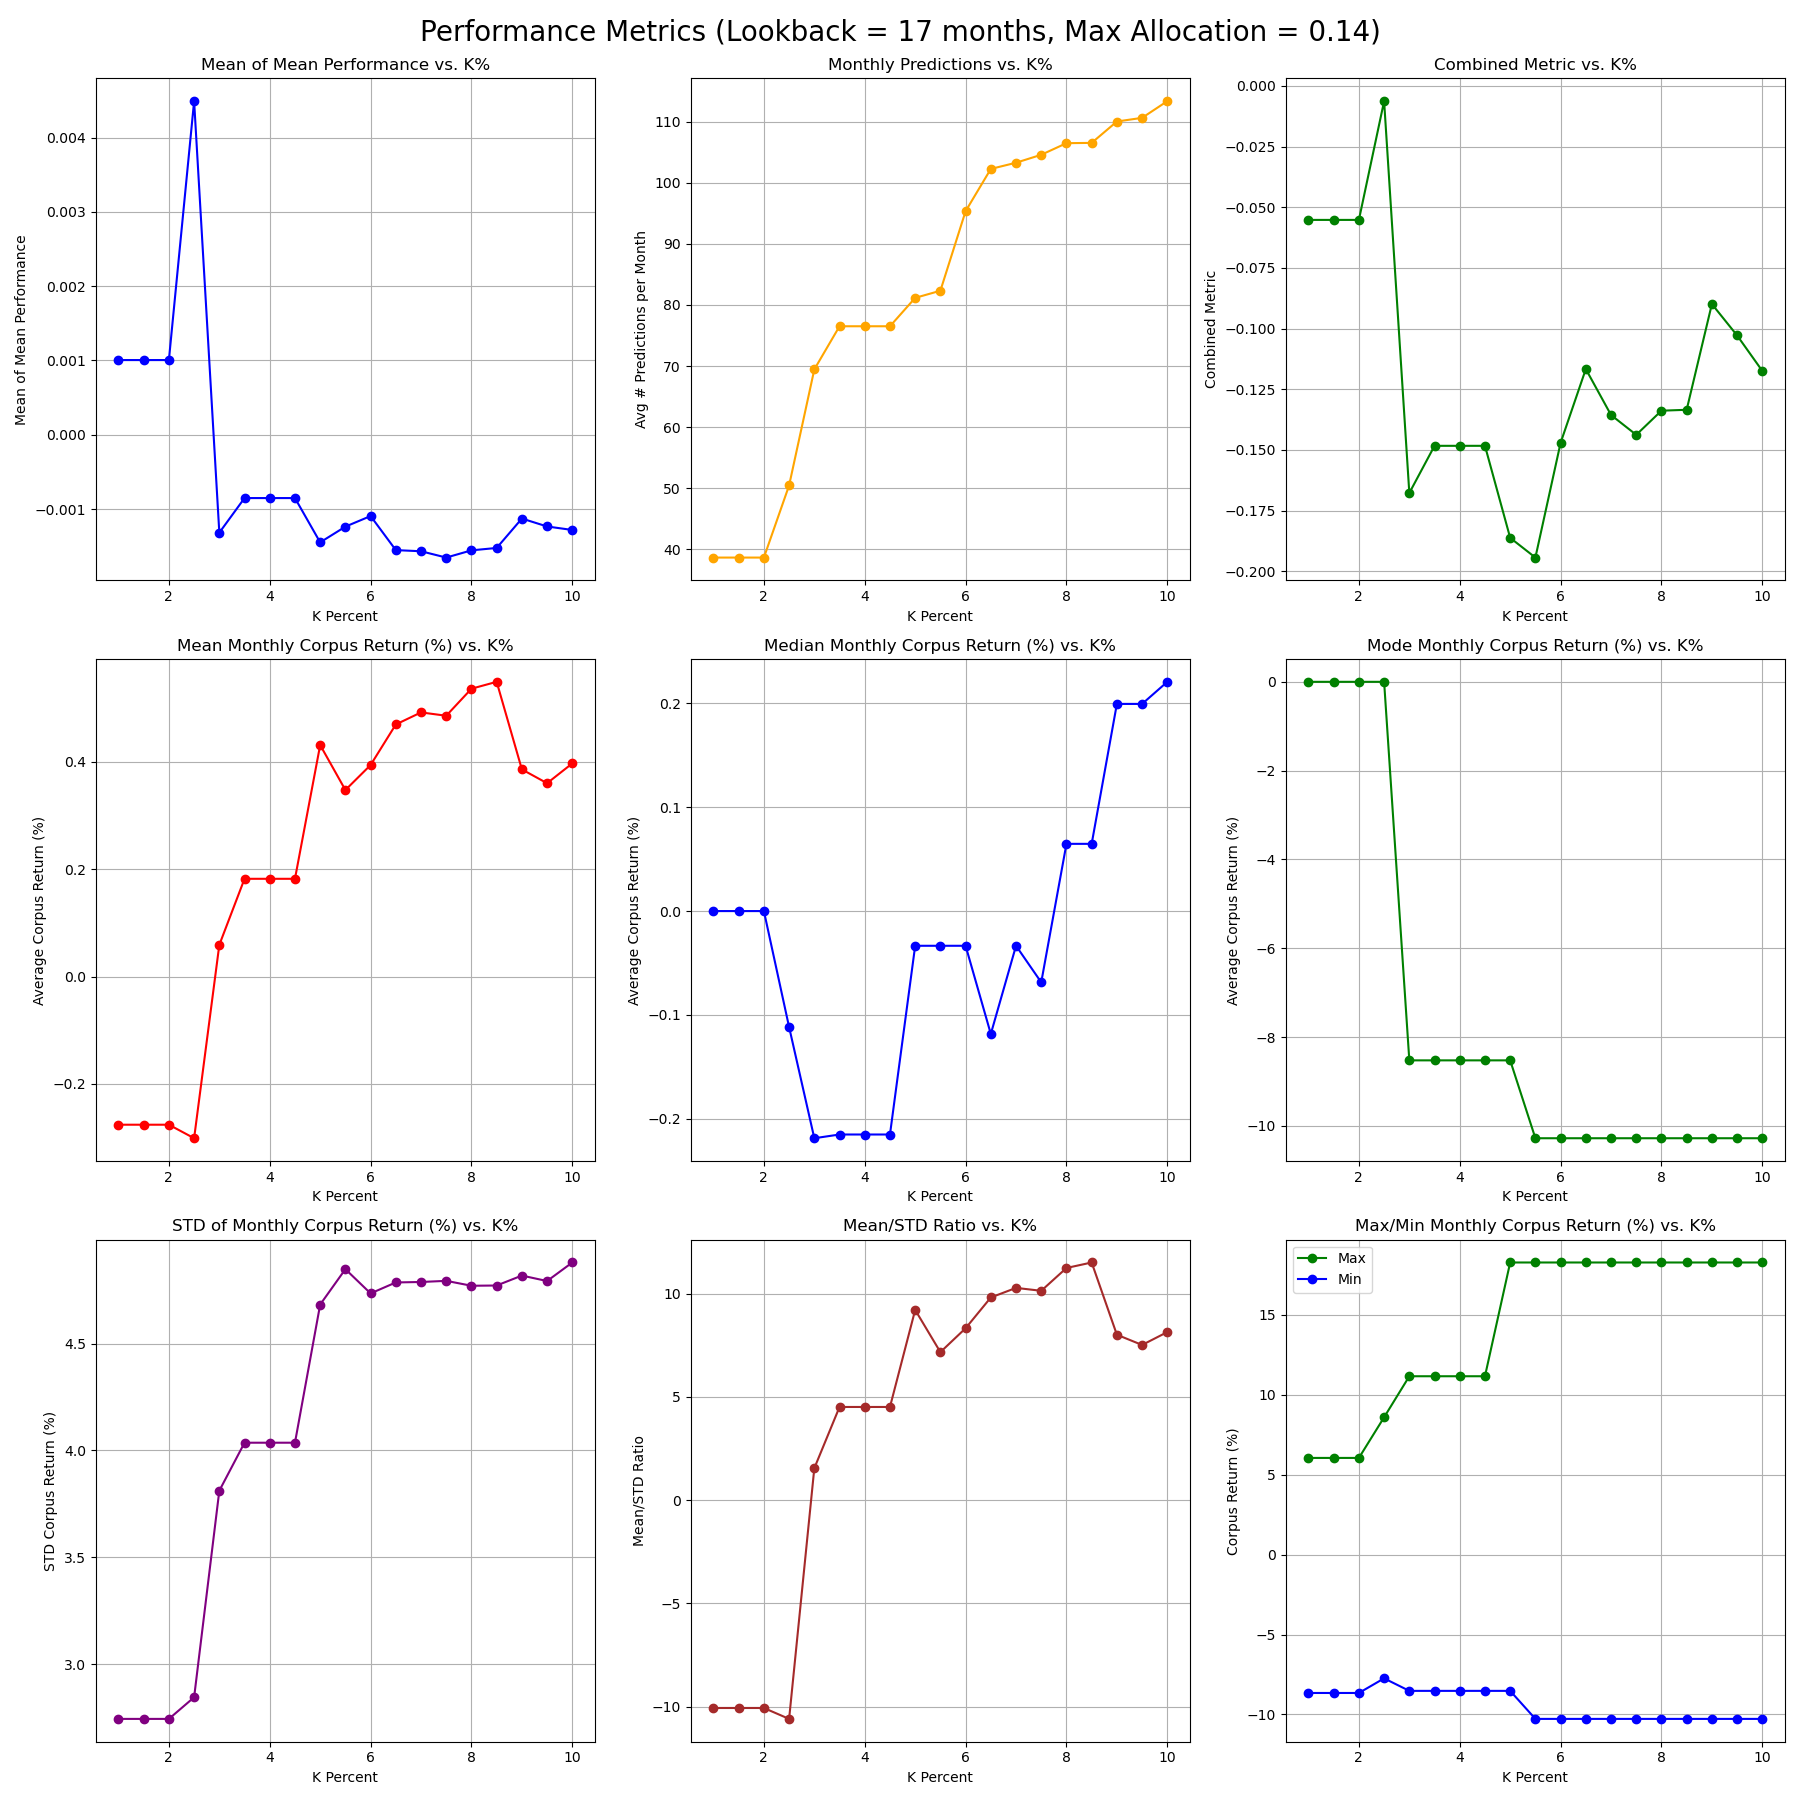 Performance Metrics (Lookback = 17 months, Max Allocation = 0.14)
Mean of Mean Performance vs. K%
Mean of Mean Performance
0.004
0.003
0.002
0.001
0.000
−0.001
2 4 6 8 10
K Percent
Monthly Predictions vs. K%
Avg # Predictions per Month
110
100
90
80
70
60
50
40
2 4 6 8 10
K Percent
Combined Metric vs. K%
Combined Metric
0.000
−0.025
−0.050
−0.075
−0.100
−0.125
−0.150
−0.175
−0.200
2 4 6 8 10
K Percent
Mean Monthly Corpus Return (%) vs. K%
Average Corpus Return (%)
0.4
0.2
0.0
−0.2
2 4 6 8 10
K Percent
Median Monthly Corpus Return (%) vs. K%
Average Corpus Return (%)
0.2
0.1
0.0
−0.1
−0.2
2 4 6 8 10
K Percent
Mode Monthly Corpus Return (%) vs. K%
Average Corpus Return (%)
0
−2
−4
−6
−8
−10
2 4 6 8 10
K Percent
STD of Monthly Corpus Return (%) vs. K%
STD Corpus Return (%)
4.5
4.0
3.5
3.0
2 4 6 8 10
K Percent
Mean/STD Ratio vs. K%
Mean/STD Ratio
10
5
0
−5
−10
2 4 6 8 10
K Percent
Max/Min Monthly Corpus Return (%) vs. K%
Max
Min
Corpus Return (%)
15
10
5
0
−5
−10
2 4 6 8 10
K Percent